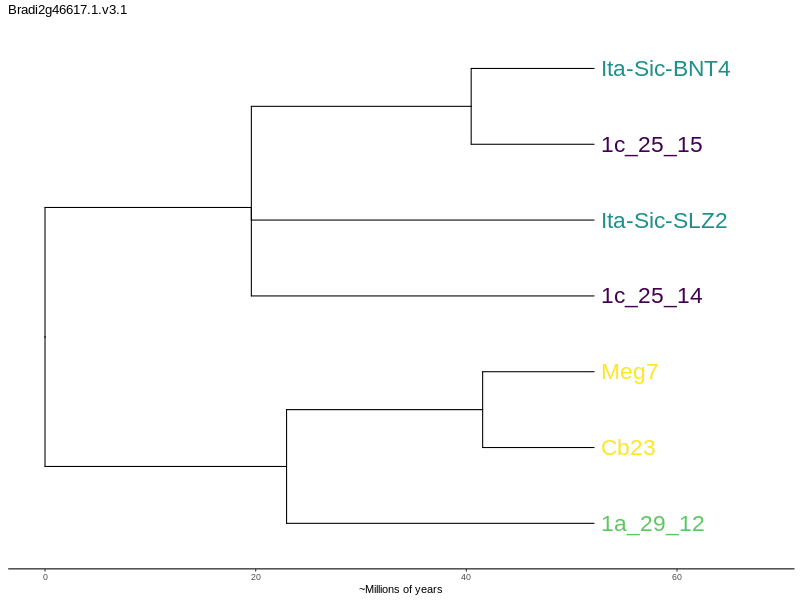 Bradi2g46617.1.v3.1
Ita-Sic-BNT4
1c_25_15
Ita-Sic-SLZ2
1c_25_14
Meg7
Cb23
1a_29_12
0 20 40 60
~Millions of years